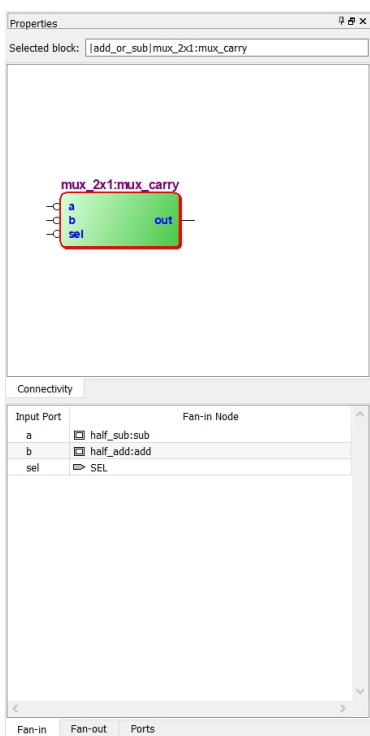 Properties
Selected block: |add_or_sub|mux_2x1:mux_carry
mux_2x1:mux_carry
a
b out
sel
Connectivity
Input Port Fan-in Node
a half_sub:sub
b half_add:add
sel SEL
Fan-in Fan-out Ports